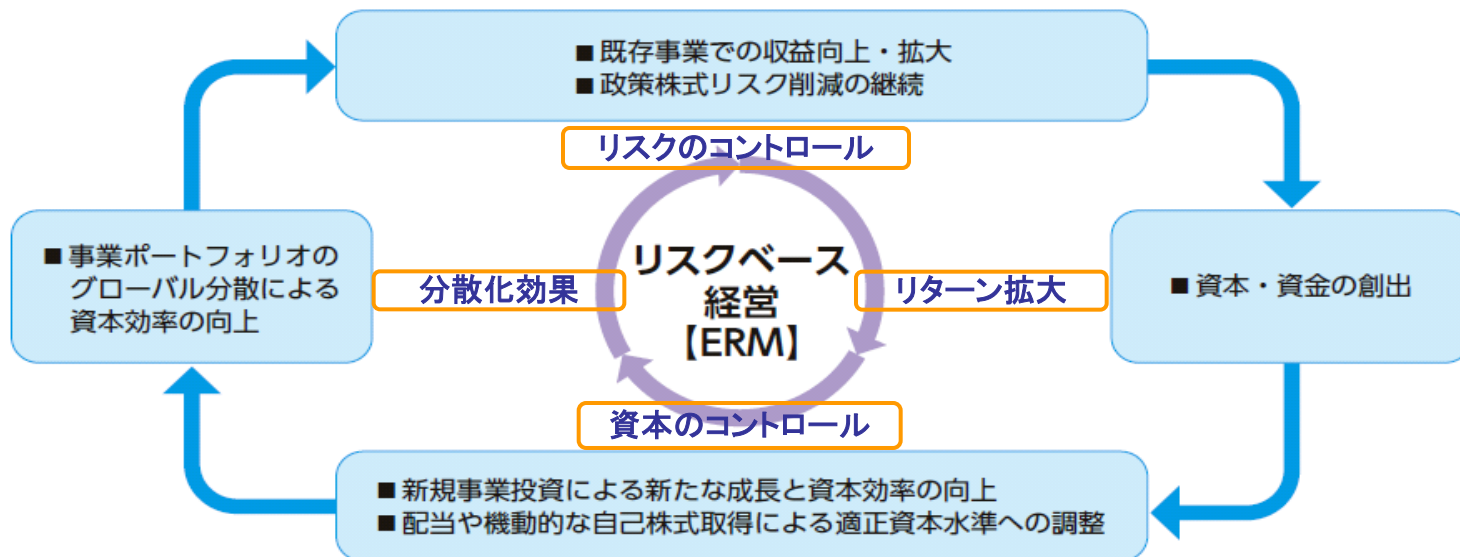 ■ 既存事業での収益向上・拡大
■ 政策株式リスク削減の継続
リスクのコントロール
■ 事業ポートフォリオの
グローバル分散による
資本効率の向上
分散化効果
リスクベース
経営
【ERM】
リターン拡大
■ 資本・資金の創出
資本のコントロール
■ 新規事業投資による新たな成長と資本効率の向上
■ 配当や機動的な自己株式取得による適正資本水準への調整